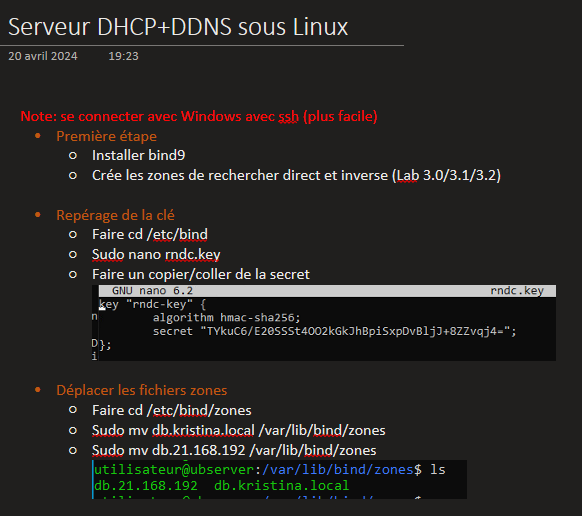 Serveur DHCP+DDNS sous Linux
20 avril 2024 19:23
Note: se connecter avec Windows avec ssh (plus facile)
• Première étape
o Installer bind9
o Crée les zones de rechercher direct et inverse (Lab 3.0/3.1/3.2)
• Repérage de la clé
o Faire cd /etc/bind
o Sudo nano rndc.key
o Faire un copier/coller de la secret
GNU nano 6.2 rndc.key
key "rndc-key" {
algorithm hmac-sha256;
secret "TYkuC6/E20SSSt4OO2kGkJhBpiSxpDvBljJ+8ZZvqj4=";
};
• Déplacer les fichiers zones
o Faire cd /etc/bind/zones
o Sudo mv db.kristina.local /var/lib/bind/zones
o Sudo mv db.21.168.192 /var/lib/bind/zones
utilisateur@ubserver:/var/lib/bind/zones$ ls
db.21.168.192 db.kristina.local